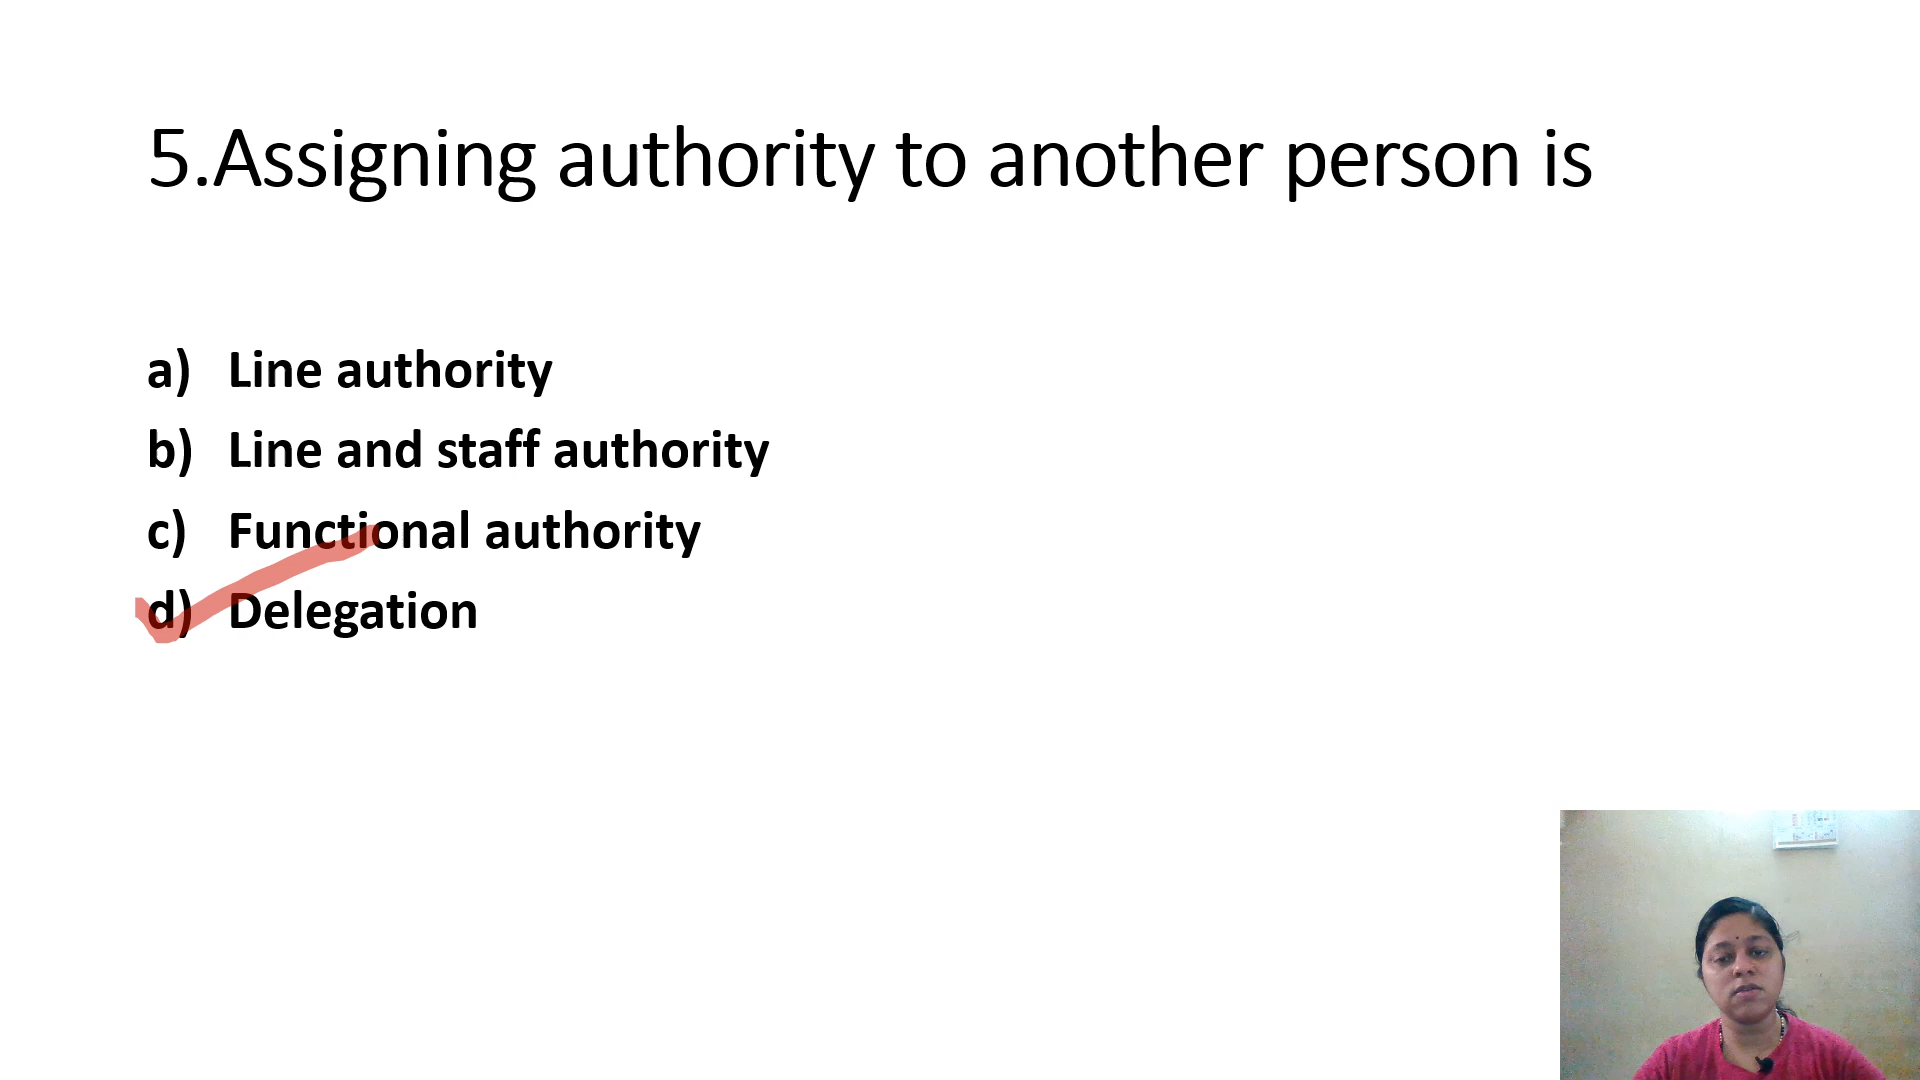 5.Assigning authority to another person is
a) Line authority
b) Line and staff authority
c) Functional authority
d) Delegation